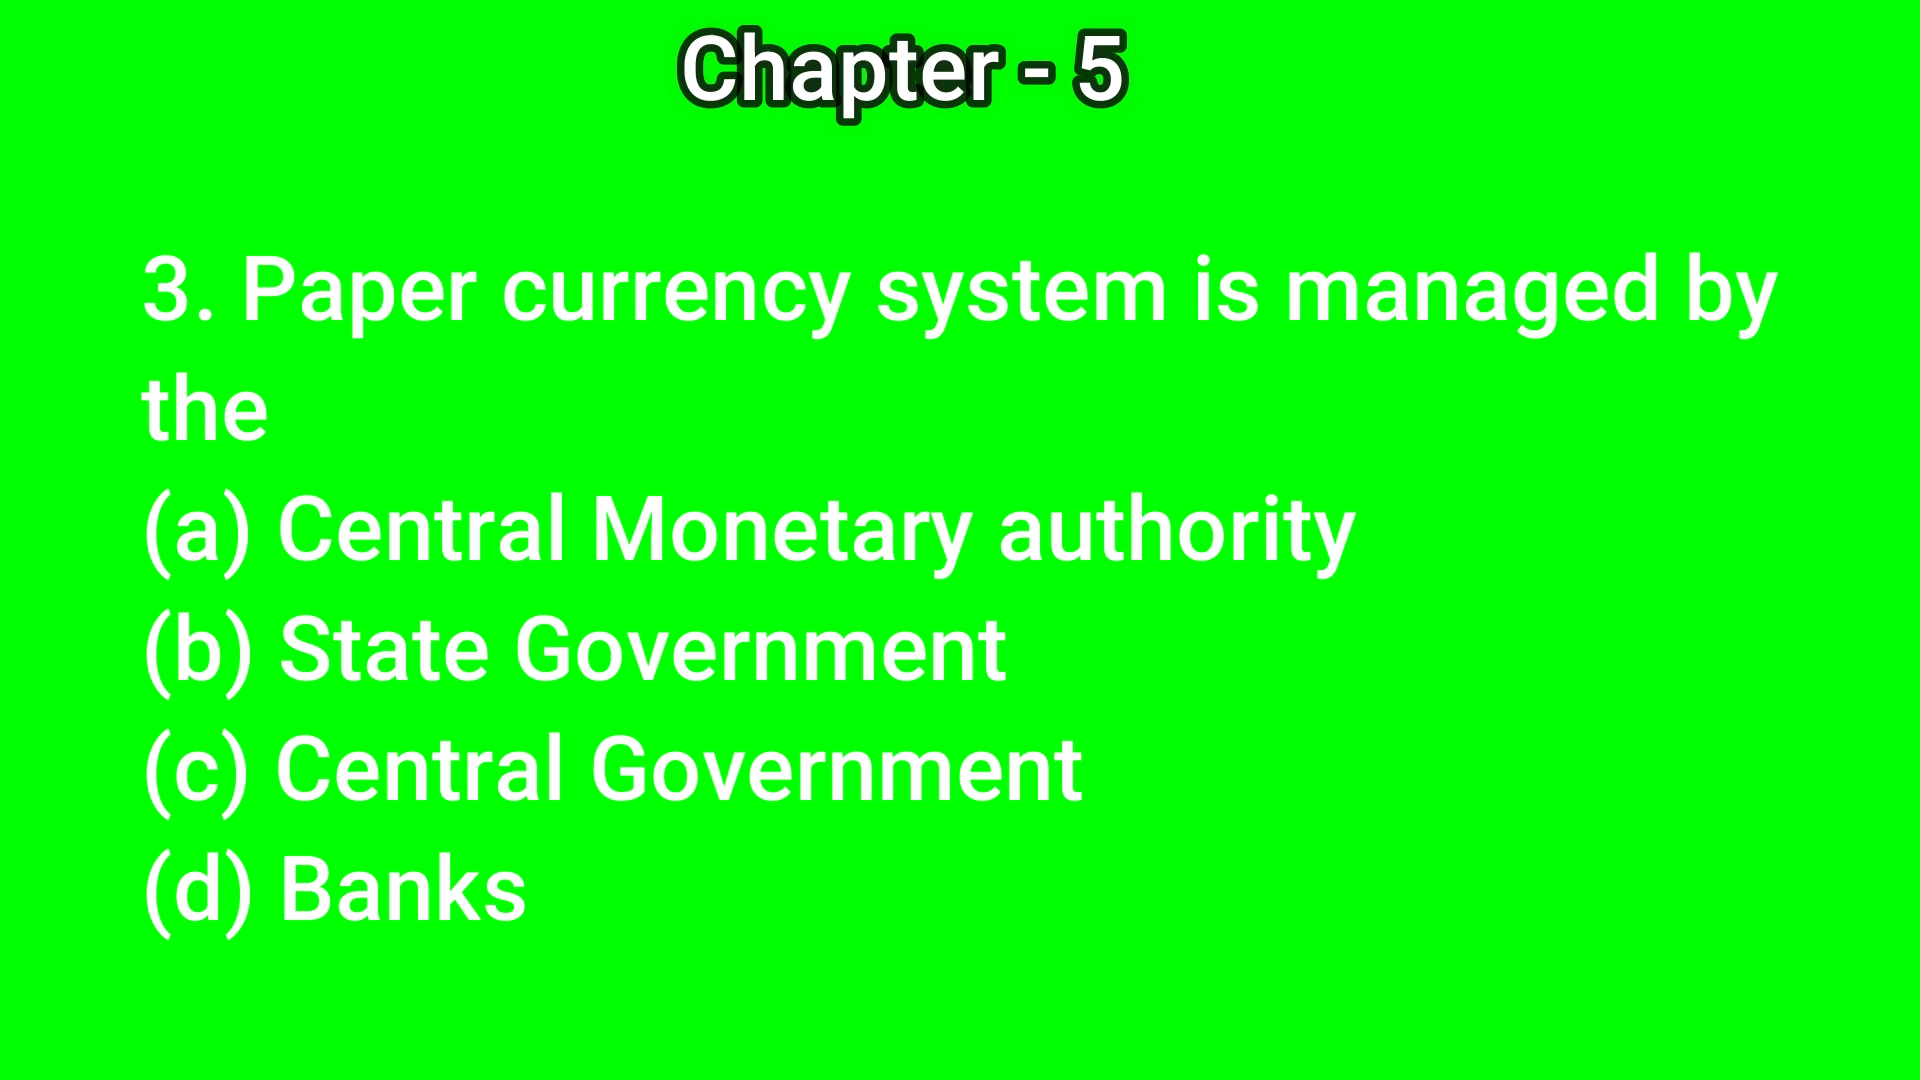 Chapter - 5
3. Paper currency system is managed by
the
(a) Central Monetary authority
(b) State Government
(c) Central Government
(d) Banks